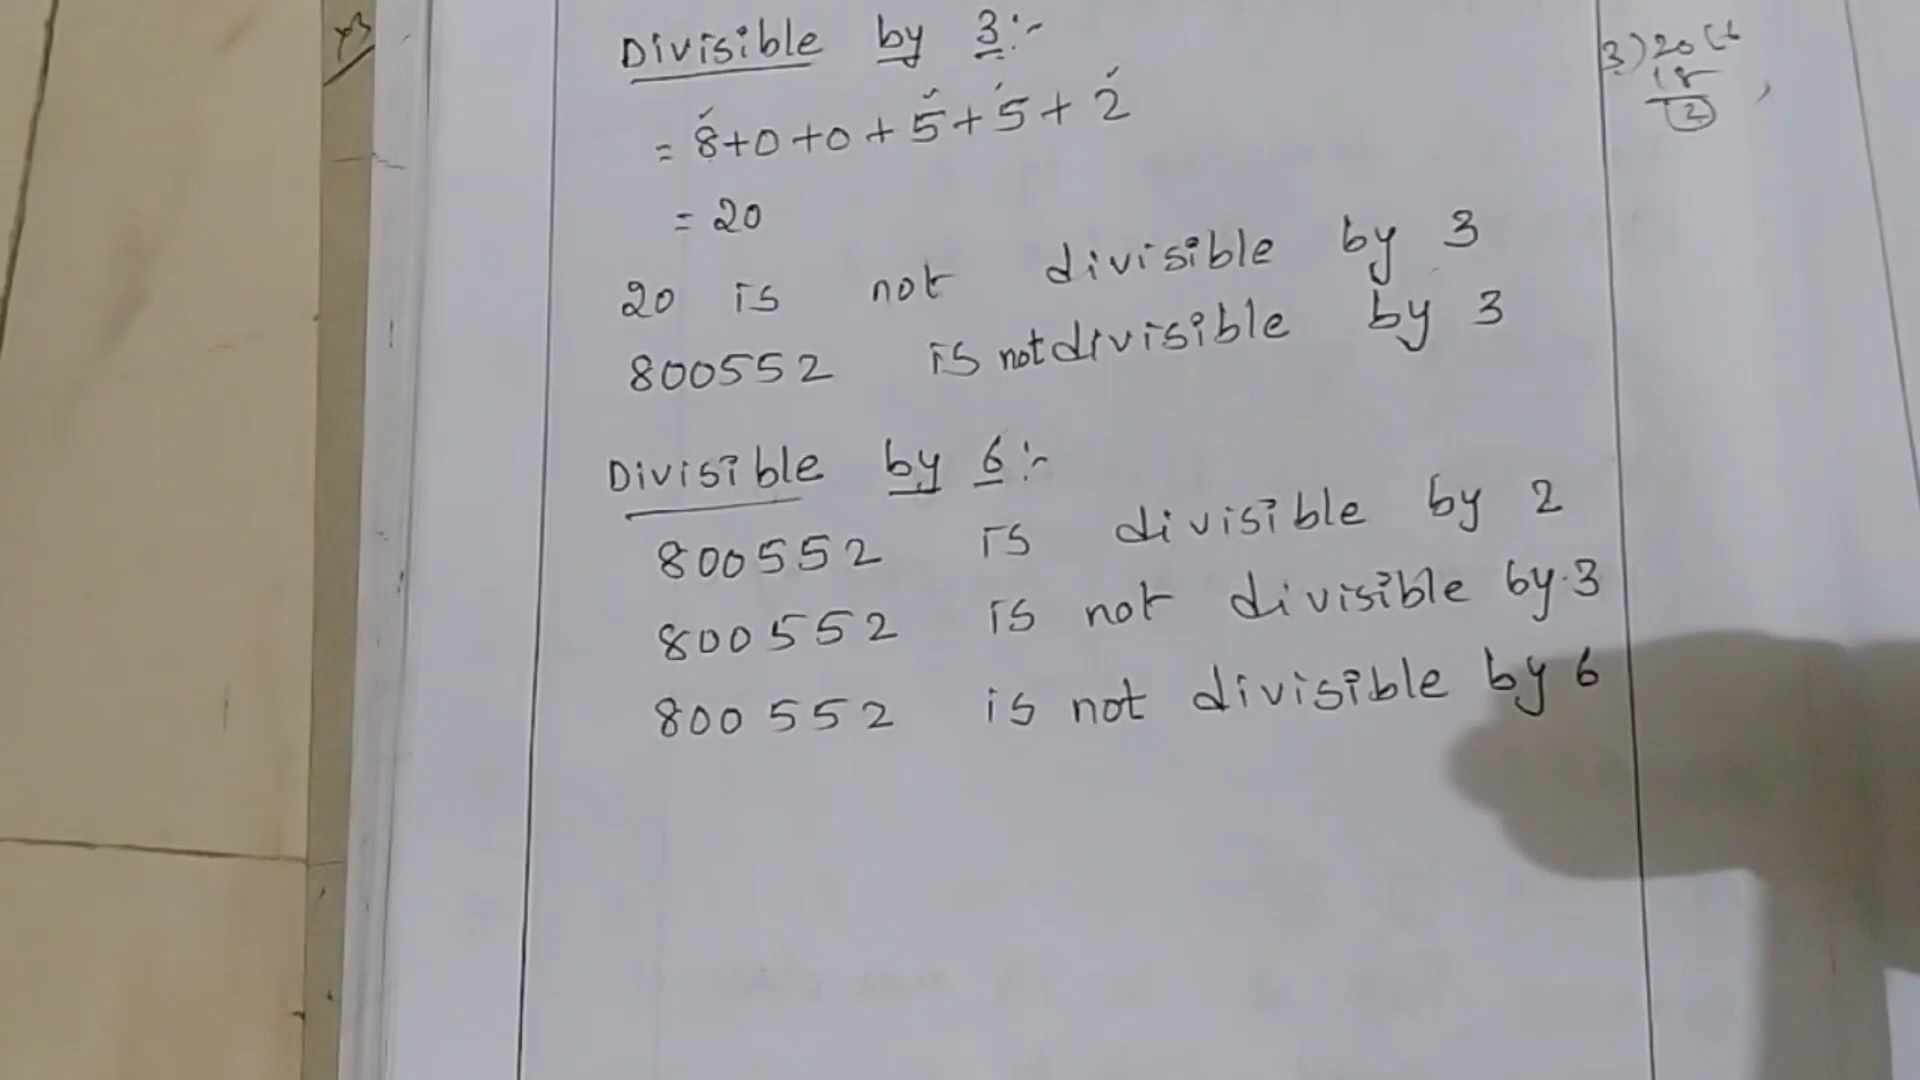 Divisible by 3:-
= 8+0+0+5+5+2
= 20
20 is not divisible by 3
800552 is not divisible by 3
Divisible by 6:-
800552 is divisible by 2
800552 is not divisible by 3
800552 is not divisible by 6
3)20(6
18
2